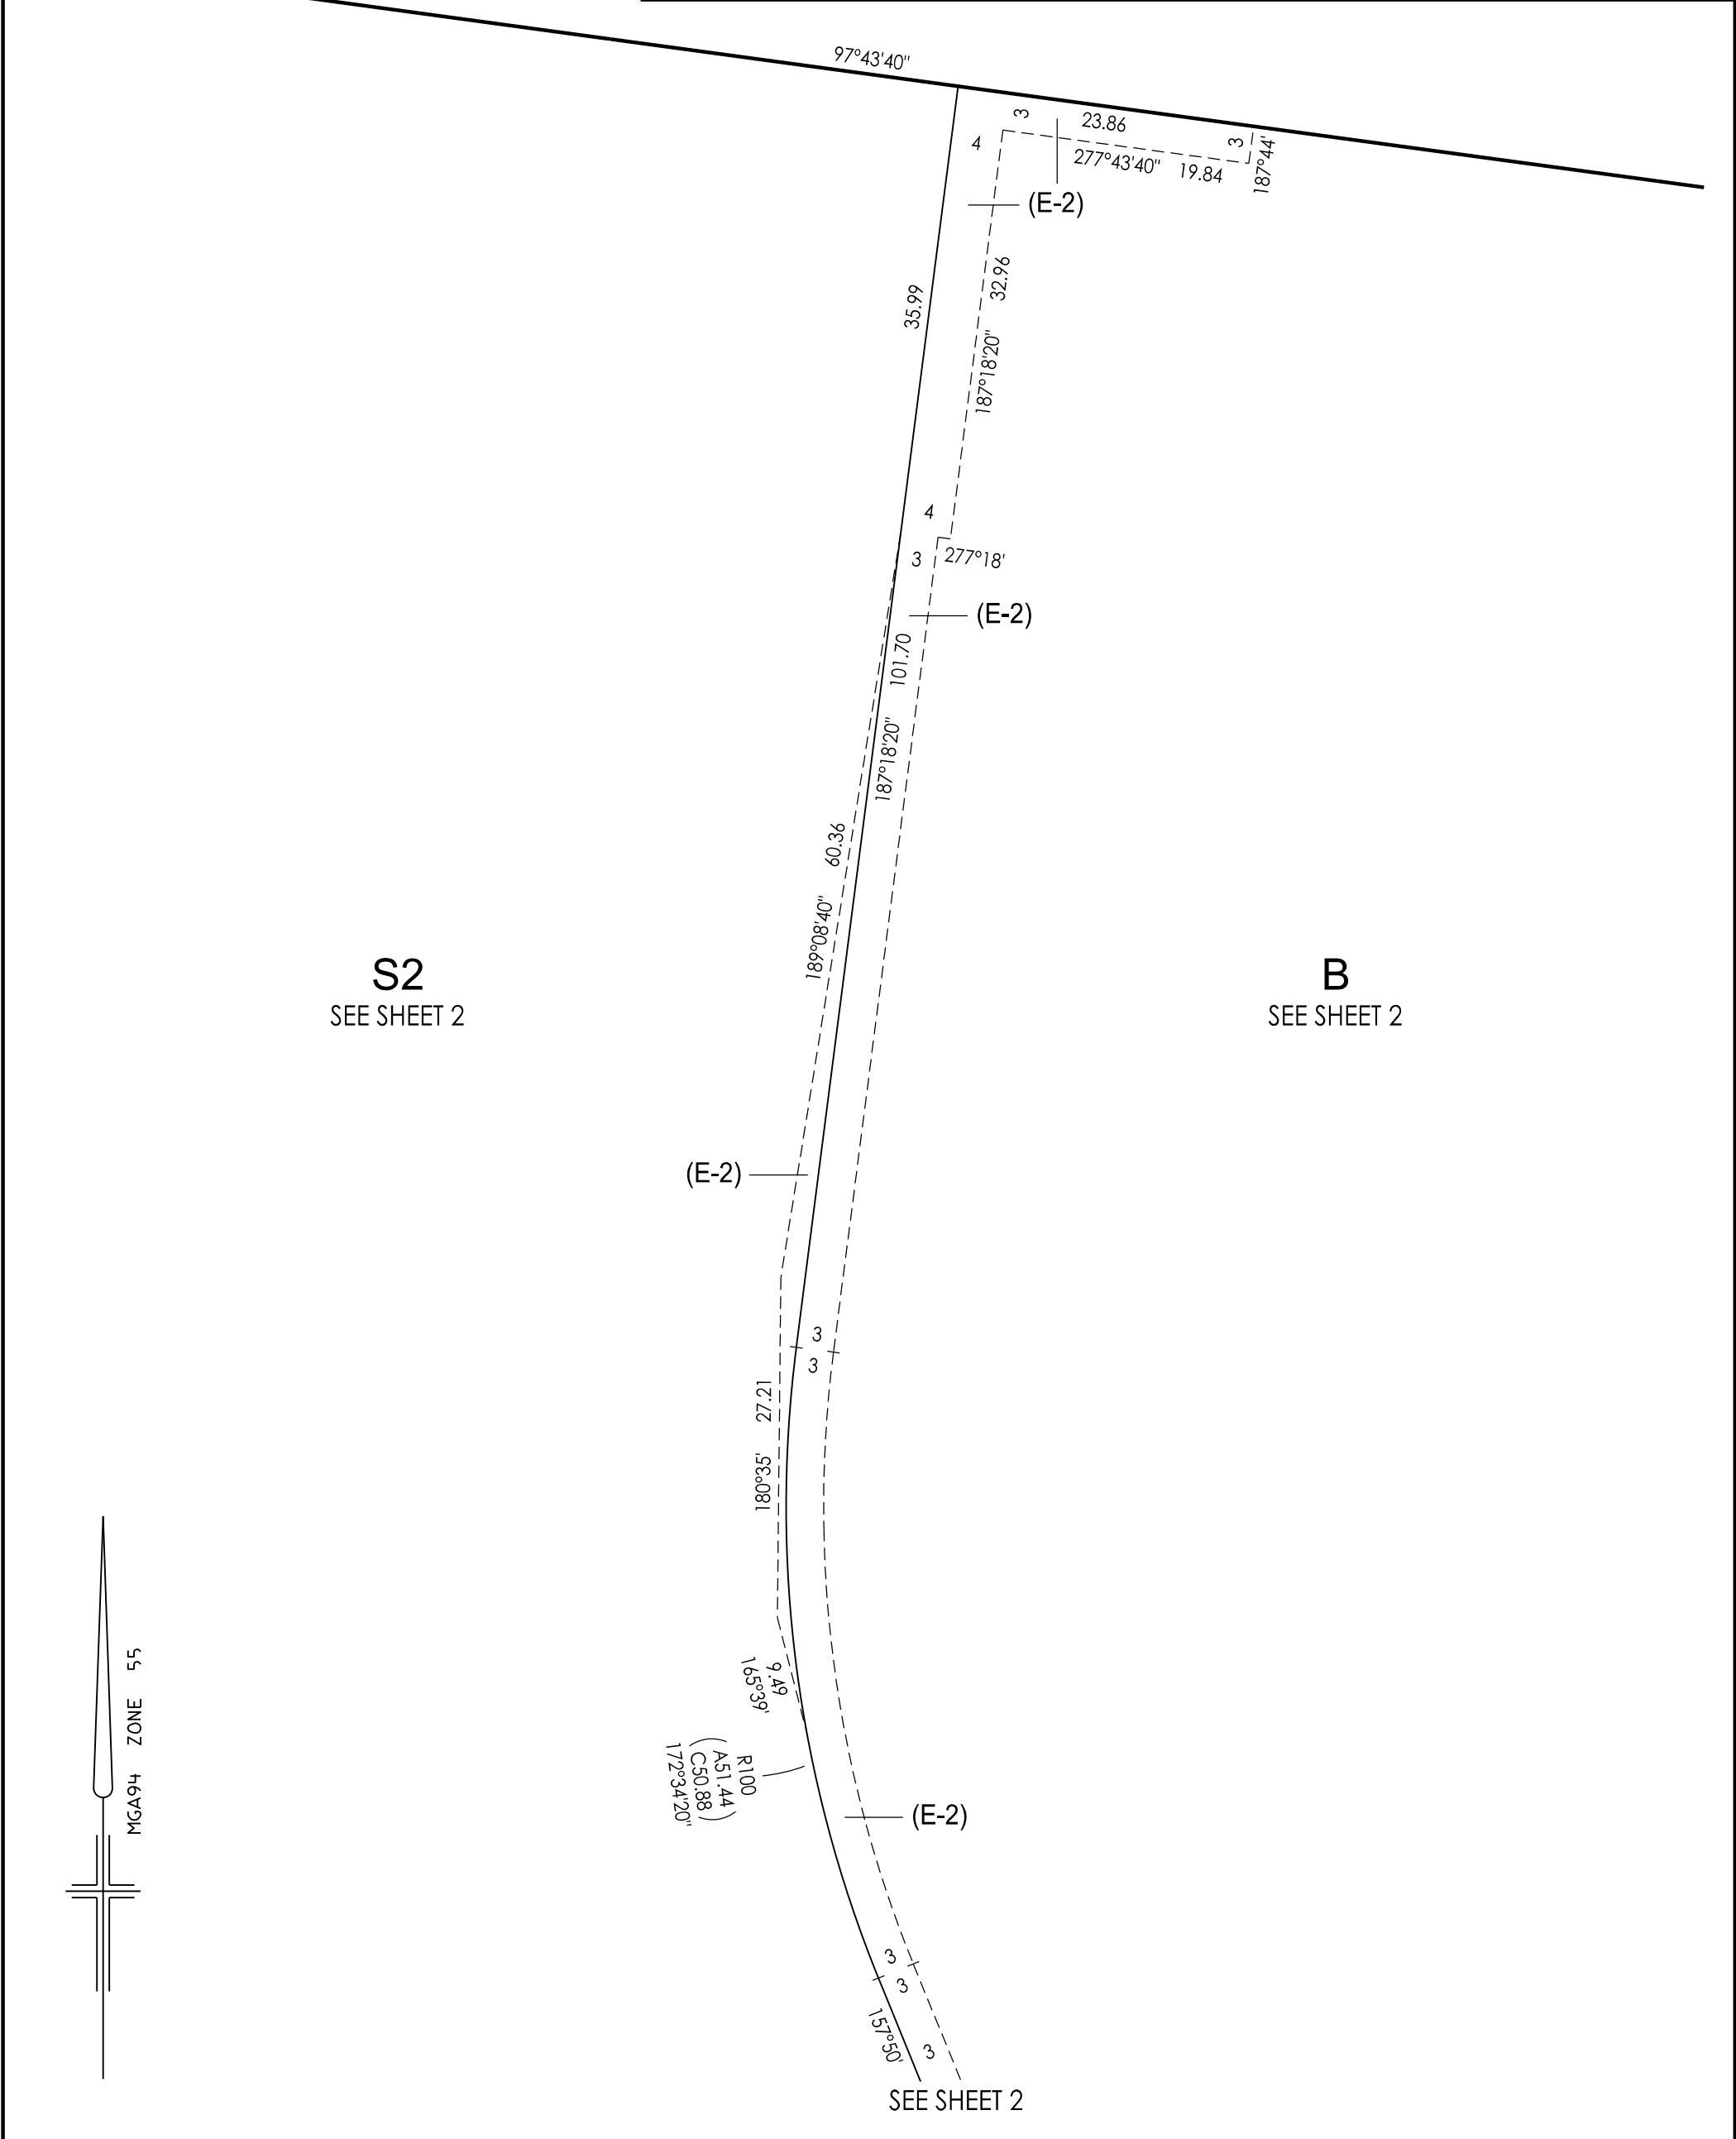 97°43'40"
3
23.86
3
4
277°43'40"
19.84
187°44'
(E-2)
35.99
32.96
187°18'20"
4
3
277°18'
(E-2)
101.70
187°18'20"
60.36
189°08'40"
S2
SEE SHEET 2
B
SEE SHEET 2
(E-2)
3
3
27.21
180°35'
9.49
165°39'
R100
(A51.44
C50.88)
172°34'20"
(E-2)
MGA94 ZONE 55
3
3
157°50'
3
SEE SHEET 2